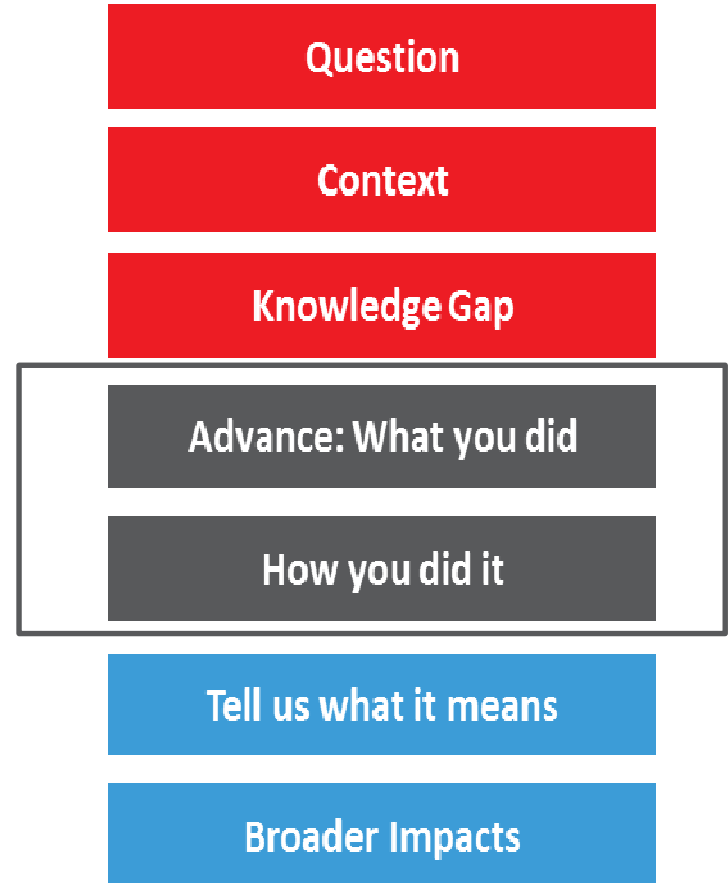 Question
Context
Knowledge Gap
Advance: What you did
How you did it
Tell us what it means
Broader Impacts